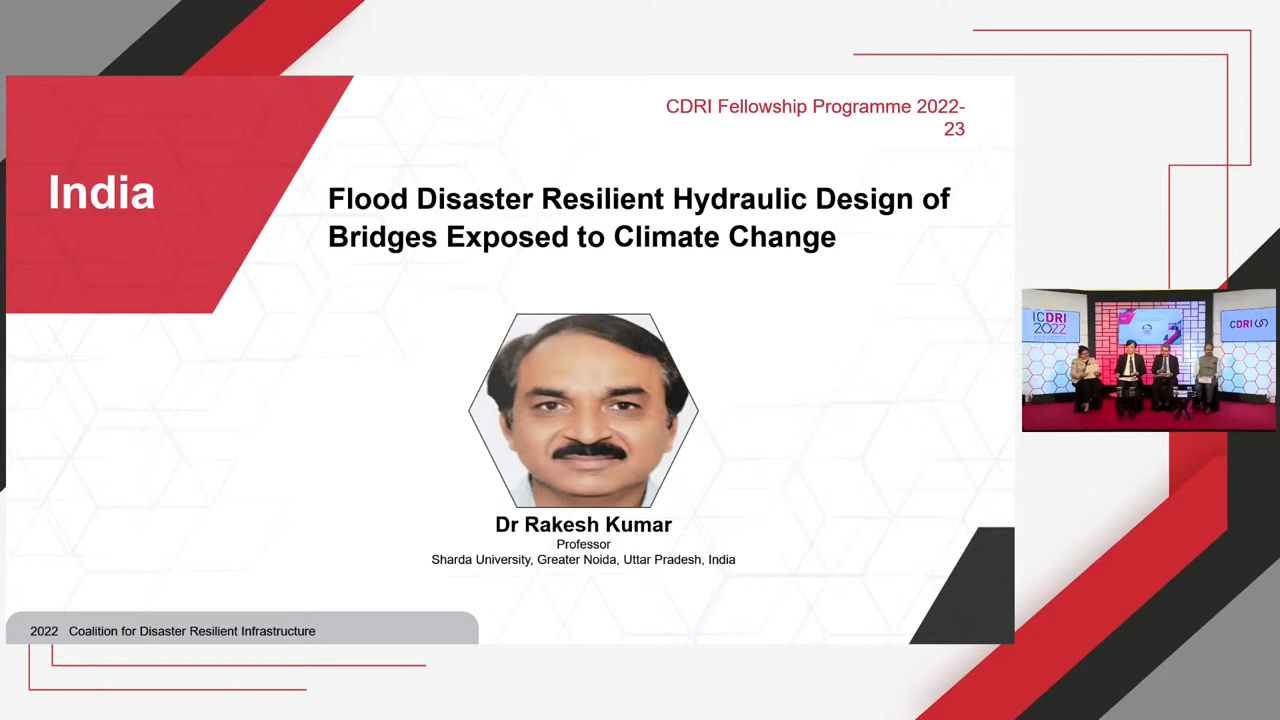 CDRI Fellowship Programme 2022-
23
India
Flood Disaster Resilient Hydraulic Design of
Bridges Exposed to Climate Change
Dr Rakesh Kumar
Professor
Sharda University, Greater Noida, Uttar Pradesh, India
2022 Coalition for Disaster Resilient Infrastructure
ICDRI
2022
CDRI